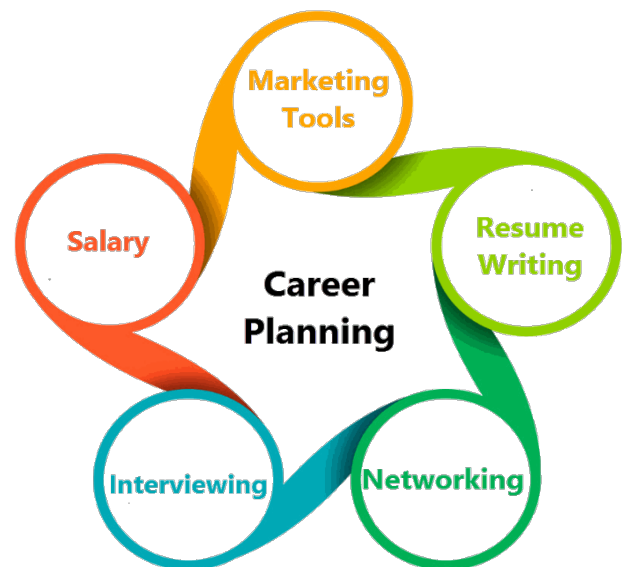 Marketing
Tools
Resume
Writing
Salary
Career
Planning
Interviewing
Networking